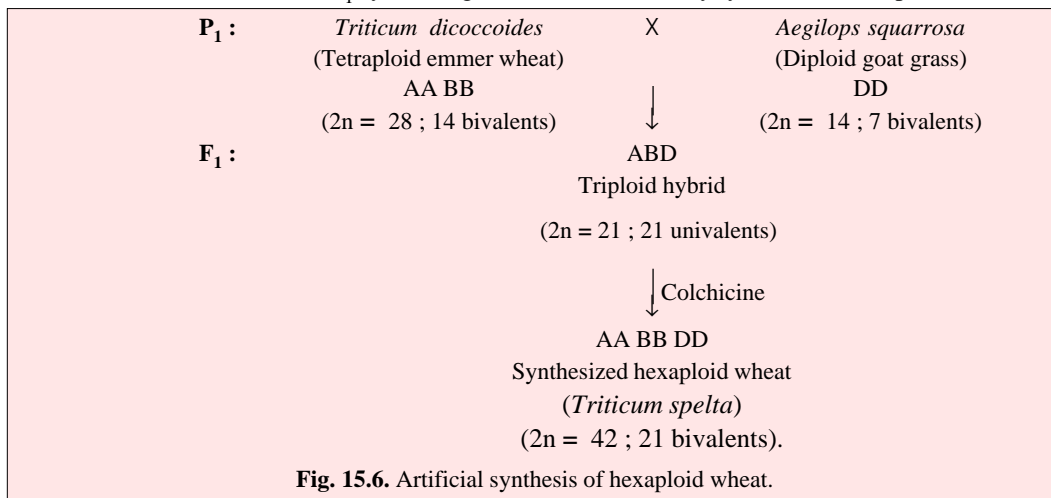 P1 : Triticum dicoccoides X Aegilops squarrosa
(Tetraploid emmer wheat) (Diploid goat grass)
AA BB DD
(2n = 28 ; 14 bivalents) (2n = 14 ; 7 bivalents)
F1 : ABD
Triploid hybrid
(2n = 21 ; 21 univalents)
Colchicine
AA BB DD
Synthesized hexaploid wheat
(Triticum spelta)
(2n = 42 ; 21 bivalents).
Fig. 15.6. Artificial synthesis of hexaploid wheat.